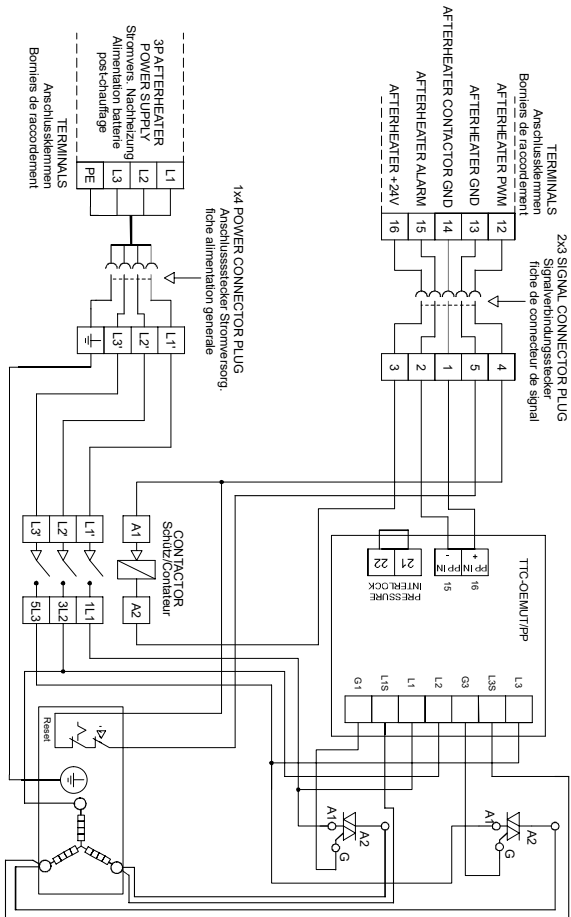 TERMINALS
Anschlussklemmen
Borniers de raccordement
AFTERHEATER PWM
AFTERHEATER GND
AFTERHEATER CONTACTOR GND
AFTERHEATER ALARM
AFTERHEATER +24V
12
13
14
15
16
2x3 SIGNAL CONNECTOR PLUG
Signalverbindungsstecker
fiche de connecteur de signal
4
5
1
2
3
TTC-OEMUT/PP
16
15
+
PP IN
PP IN
-
21
22
PRESSURE
INTERLOCK
L3
L3S
G3
L2
L1
L1S
G1
A1
A2
G
A1
A2
G
3P AFTERHEATER
POWER SUPPLY
Stromvers. Nachheizung
Alimentation batterie
post-chauffage
L1
L2
L3
PE
TERMINALS
Anschlussklemmen
Borniers de raccordement
1x4 POWER CONNECTOR PLUG
Anschlussstecker Stromversorg.
fiche alimentation generale
L1'
L2'
L3'
CONTACTOR
Schütz/Contateur
A1
A2
L1'
L2'
L3'
1L1
3L2
5L3
Reset